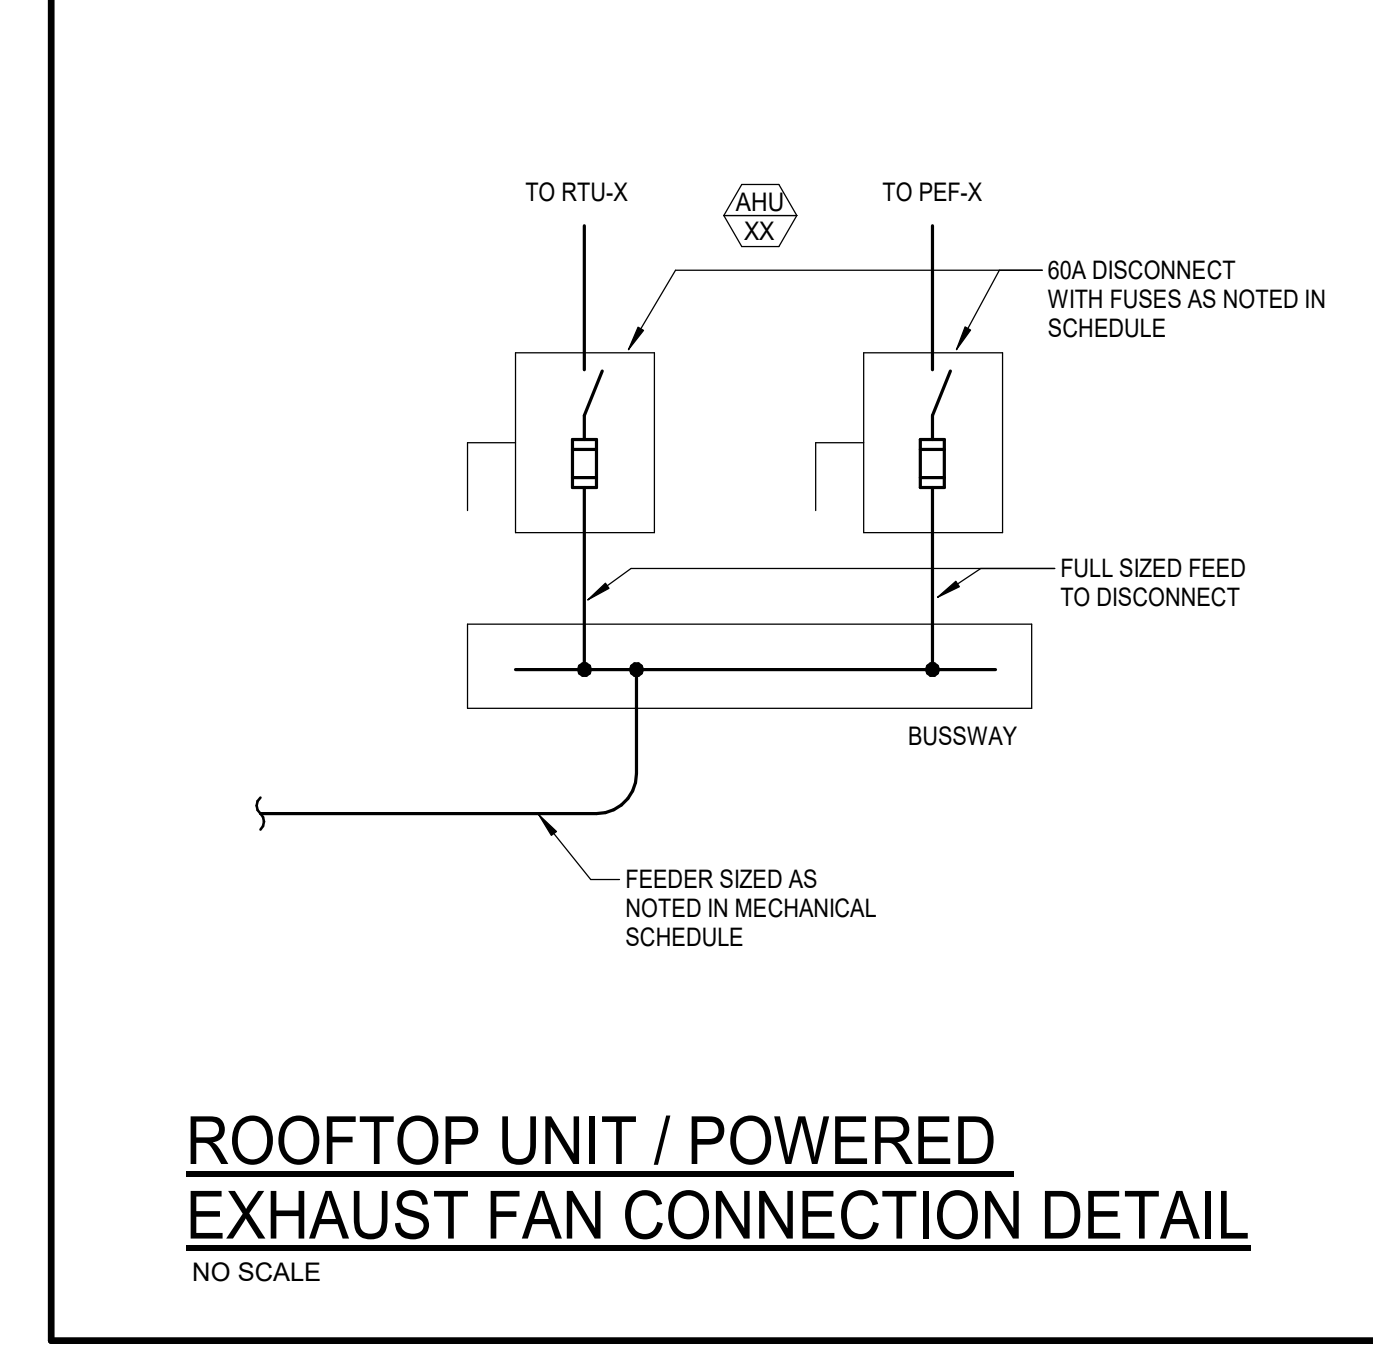 TO RTU-X
AHU
XX
TO PEF-X
60A DISCONNECT
WITH FUSES AS NOTED IN
SCHEDULE
FULL SIZED FEED
TO DISCONNECT
BUSSWAY
FEEDER SIZED AS
NOTED IN MECHANICAL
SCHEDULE
ROOFTOP UNIT / POWERED
EXHAUST FAN CONNECTION DETAIL
NO SCALE